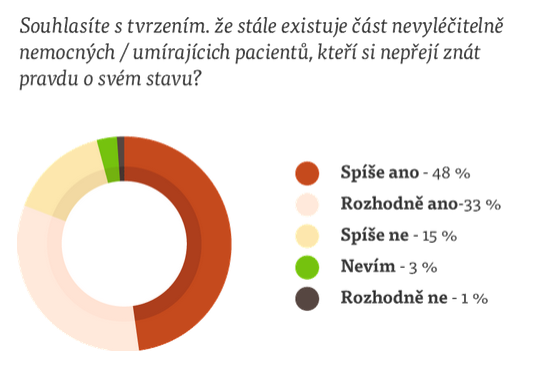 Souhlasíte s tvrzením. že stále existuje část nevyléčitelně
nemocných / umírajících pacientů, kteří si nepřejí znát
pravdu o svém stavu?
Spíše ano - 48 %
Rozhodně ano-33 %
Spíše ne - 15 %
Nevím - 3 %
Rozhodně ne - 1 %